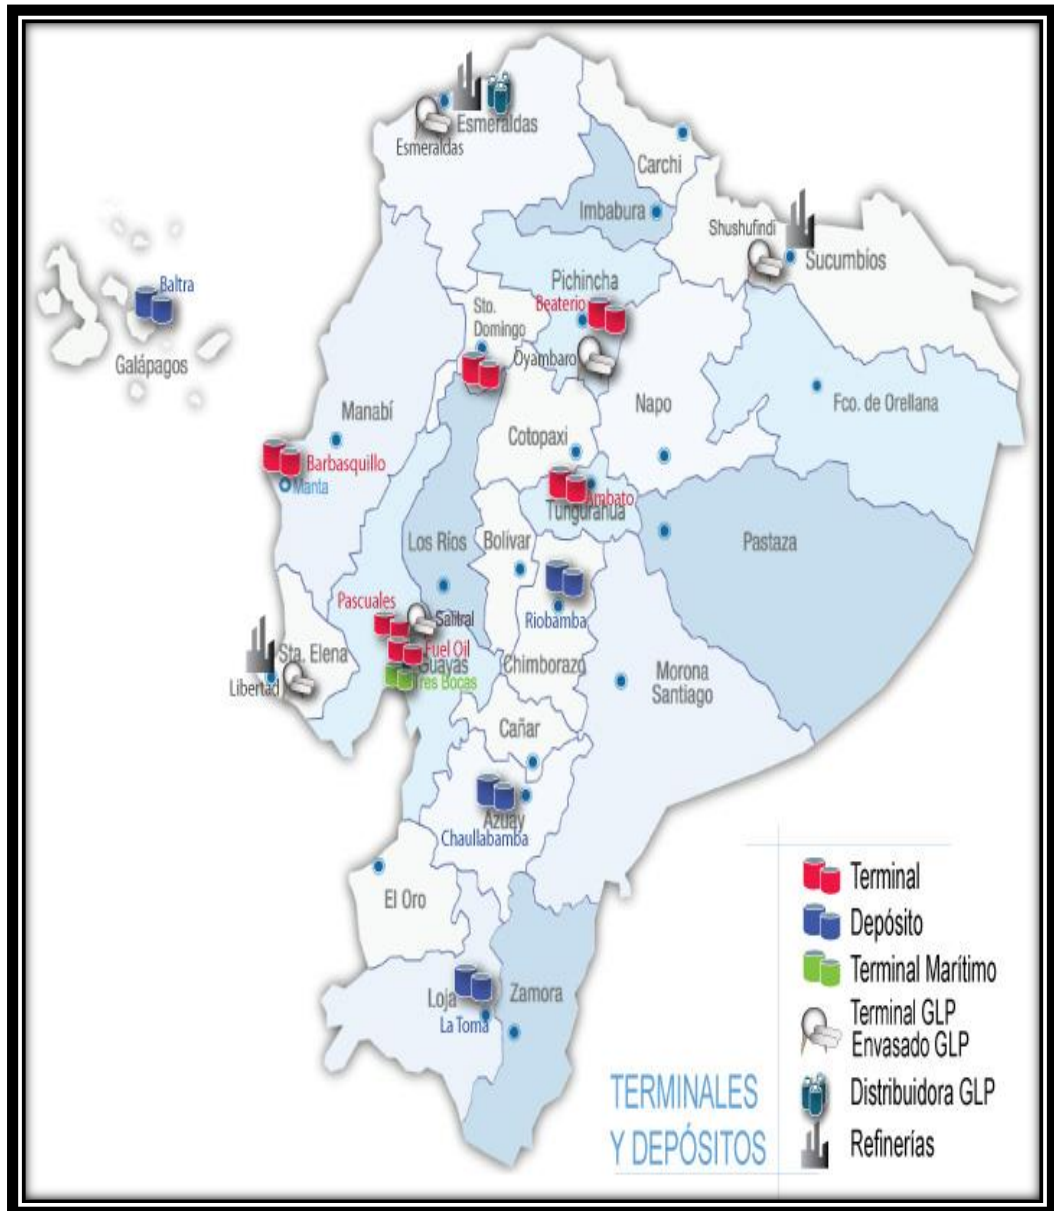 Esmeraldas
Esmeraldas
Carchi
Imbabura
Shushufindi
Sucumbíos
Pichincha
Baltra
Beaterio
Sto.
Domingo
Oyambaro
Galápagos
Manabí
Napo
Fco. de Orellana
Cotopaxi
Barbasquillo
Manta
Ambato
Tungurahua
Los Ríos
Bolívar
Pastaza
Pascuales
Salitral
Riobamba
Fuel Oil
Sta. Elena
Guayas
Chimborazo
Morona
Santiago
Libertad
Tres Bocas
Cañar
Azuay
Chaullabamba
El Oro
Loja
Zamora
La Toma
Terminal
Depósito
Terminal Marítimo
Terminal GLP
Envasado GLP
Distribuidora GLP
Refinerías
TERMINALES
Y DEPÓSITOS